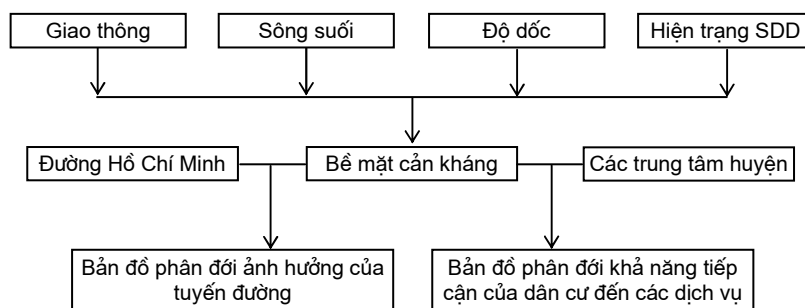 Giao thông
Sông suối
Độ dốc
Hiện trạng SDD
Đường Hồ Chí Minh
Bề mặt cản kháng
Các trung tâm huyện
Bản đồ phân đới ảnh hưởng của
tuyến đường
Bản đồ phân đới khả năng tiếp
cận của dân cư đến các dịch vụ